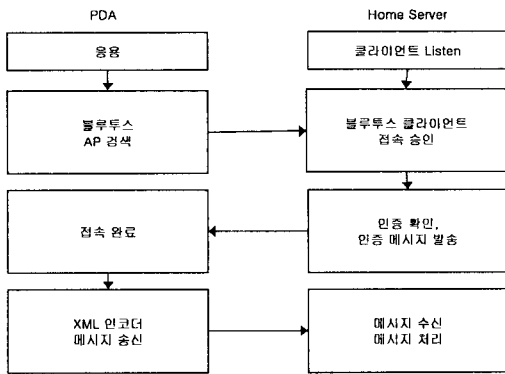 PDA
Home Server
응용
클라이언트 Listen
블루투스
AP 검색
블루투스 클라이언트
접속 승인
접속 완료
인증 확인,
인증 메시지 발송
XML 인코더
메시지 송신
메시지 수신
메시지 처리